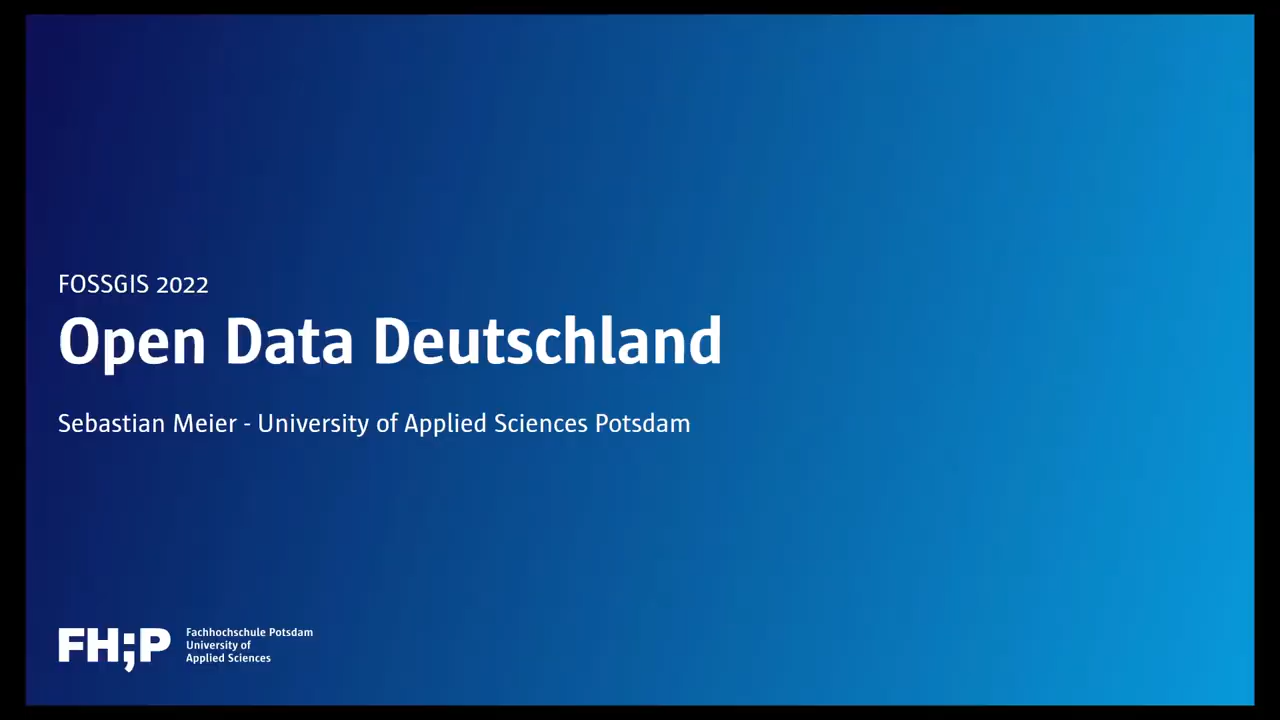 FOSSGIS 2022
Open Data Deutschland
Sebastian Meier - University of Applied Sciences Potsdam
FH;P
Fachhochschule Potsdam
University of
Applied Sciences